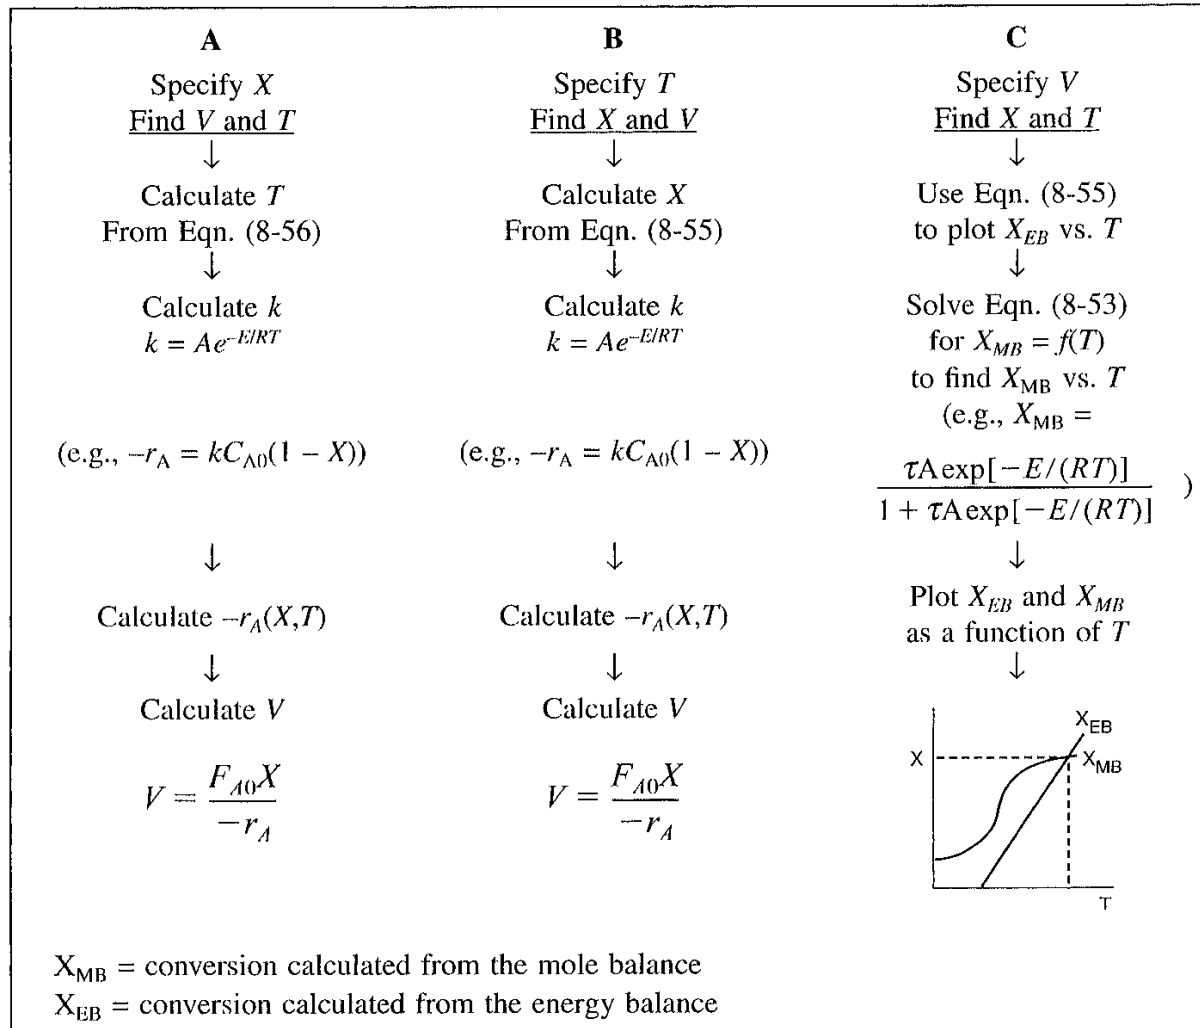 A
Specify X
Find V and T
↓
Calculate T
From Eqn. (8-56)
↓
Calculate k
k = Ae^{-E/RT}
(e.g., –r_A = kC_{A0}(1 – X))
↓
Calculate –r_A(X,T)
↓
Calculate V
V = \frac{F_{A0}X}{-r_A}
B
Specify T
Find X and V
↓
Calculate X
From Eqn. (8-55)
↓
Calculate k
k = Ae^{-E/RT}
(e.g., –r_A = kC_{A0}(1 – X))
↓
Calculate –r_A(X,T)
↓
Calculate V
V = \frac{F_{A0}X}{-r_A}
C
Specify V
Find X and T
↓
Use Eqn. (8-55)
to plot X_{EB} vs. T
↓
Solve Eqn. (8-53)
for X_{MB} = f(T)
to find X_{MB} vs. T
(e.g., X_{MB} =
\frac{τA exp[–E/(RT)]}{1 + τA exp[–E/(RT)]} )
↓
Plot X_{EB} and X_{MB}
as a function of T
↓
X_{EB}
X
X_{MB}
T
X_{MB} = conversion calculated from the mole balance
X_{EB} = conversion calculated from the energy balance